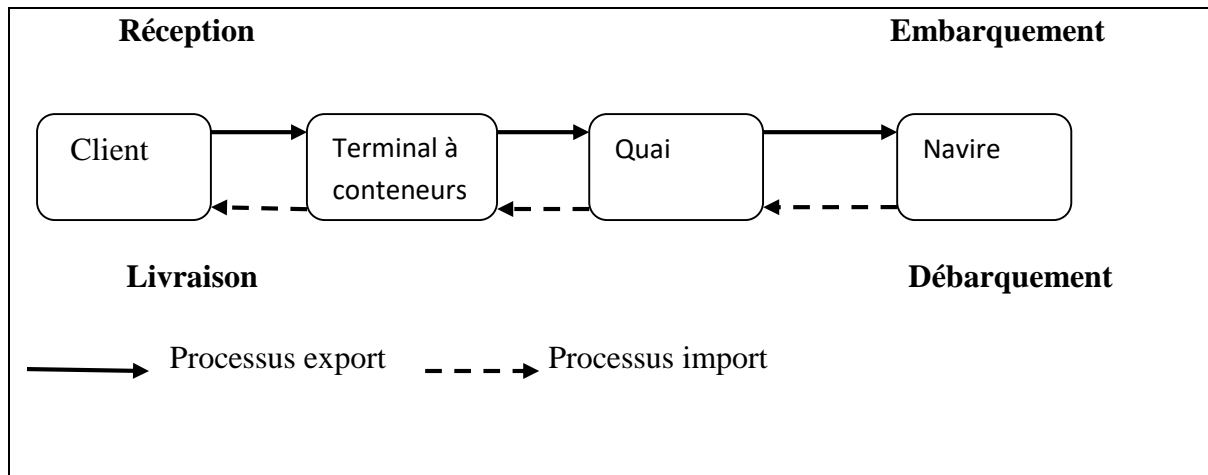 Réception Embarquement
Client Terminal à Quai Navire
conteneurs
Livraison Débarquement
Processus export Processus import